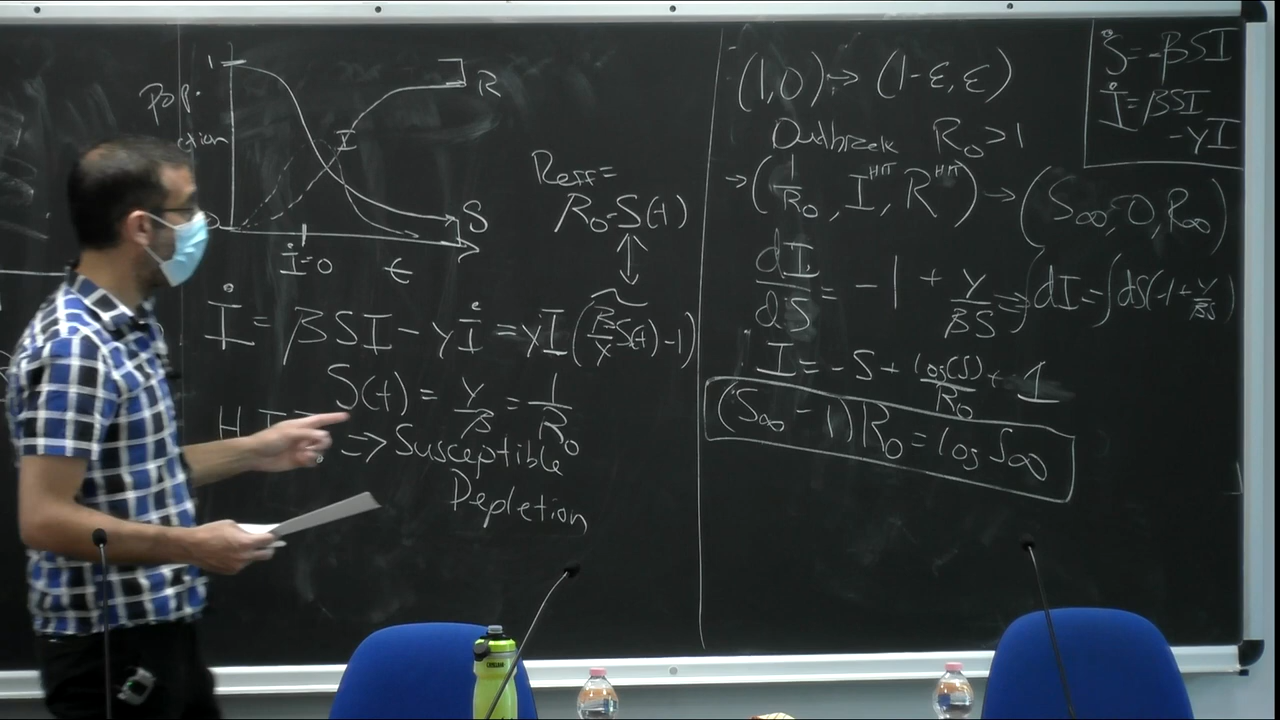 1
R
pop.
I
S
İ=0
t
Reff=
R₀·S(t)
İ = βSI - γI = γI(β/γ S(t) - 1)
S(t) = γ/β = 1/R₀
H I T
=> Susceptible
Depletion
(1,0) → (1-ε, ε)
Outbreak R₀>1
→ (1/R₀, I^HIT, R^HIT) → (S∞, 0, R∞)
dI/dS = -1 + γ/βS => ∫dI = ∫dS(-1 + γ/βS)
I = -S + log(S)/R₀ + 1
(S∞ - 1)R₀ = log S∞
Ṡ = -βSI
İ = βSI
- γI